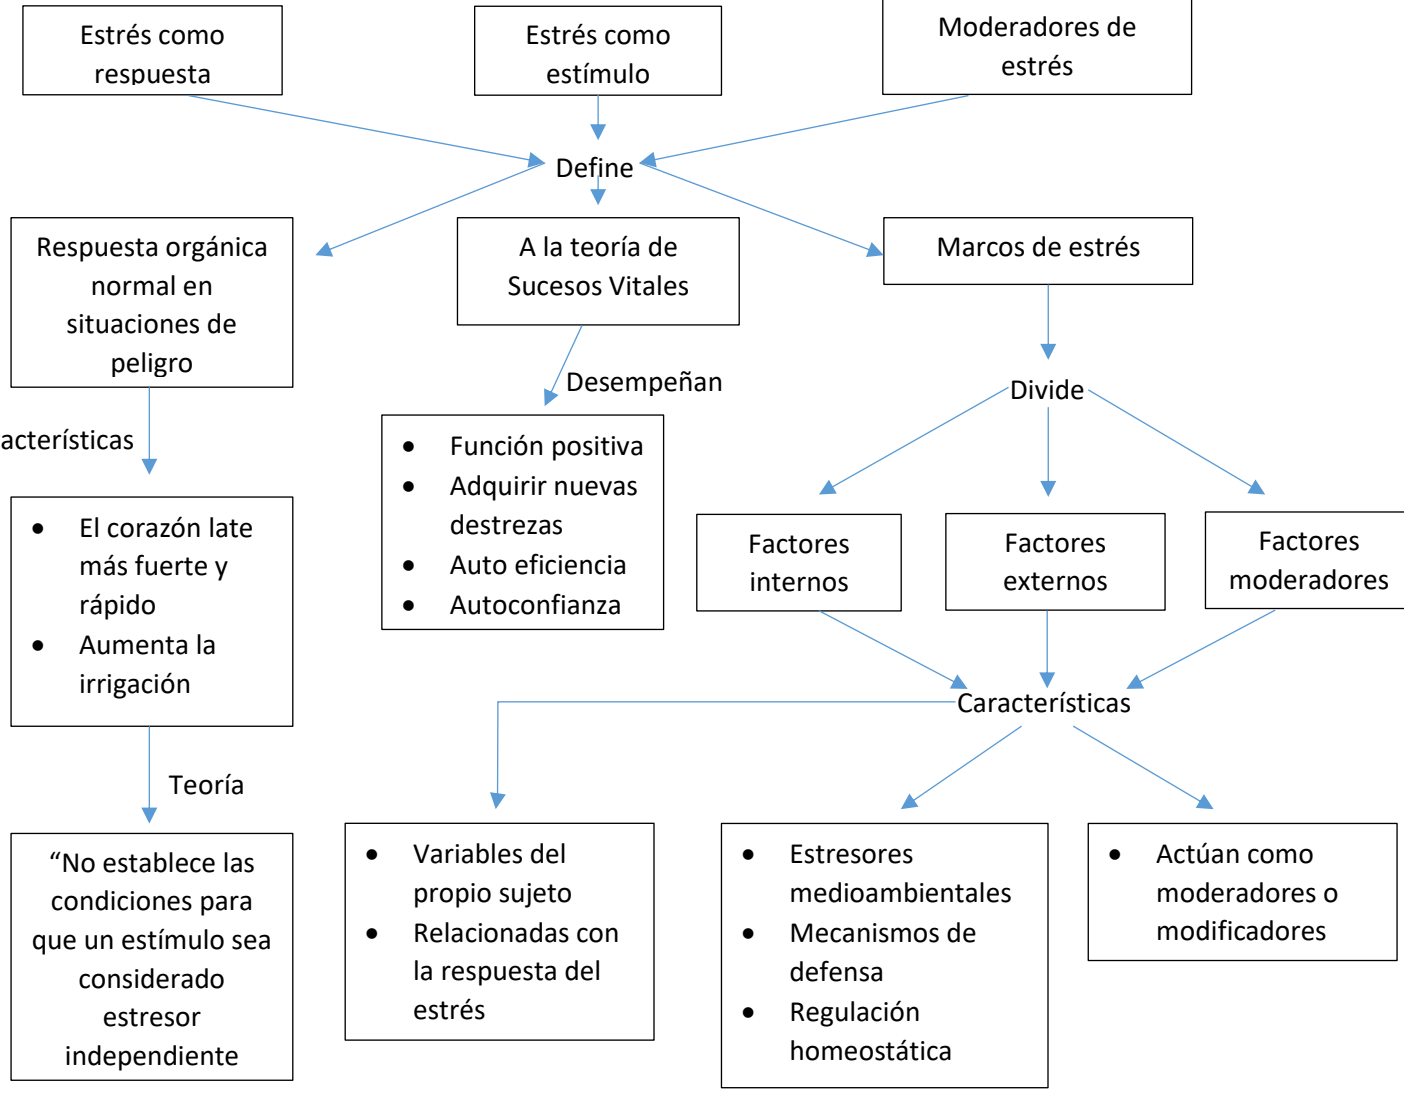 Estrés como
respuesta
Estrés como
estímulo
Moderadores de
estrés
Define
Respuesta orgánica
normal en
situaciones de
peligro
A la teoría de
Sucesos Vitales
Marcos de estrés
Desempeñan
Divide
acterísticas
• Función positiva
• Adquirir nuevas
destrezas
• Auto eficiencia
• Autoconfianza
• El corazón late
más fuerte y
rápido
• Aumenta la
irrigación
Factores
internos
Factores
externos
Factores
moderadores
Características
Teoría
“No establece las
condiciones para
que un estímulo sea
considerado
estresor
independiente
• Variables del
propio sujeto
• Relacionadas con
la respuesta del
estrés
• Estresores
medioambientales
• Mecanismos de
defensa
• Regulación
homeostática
• Actúan como
moderadores o
modificadores